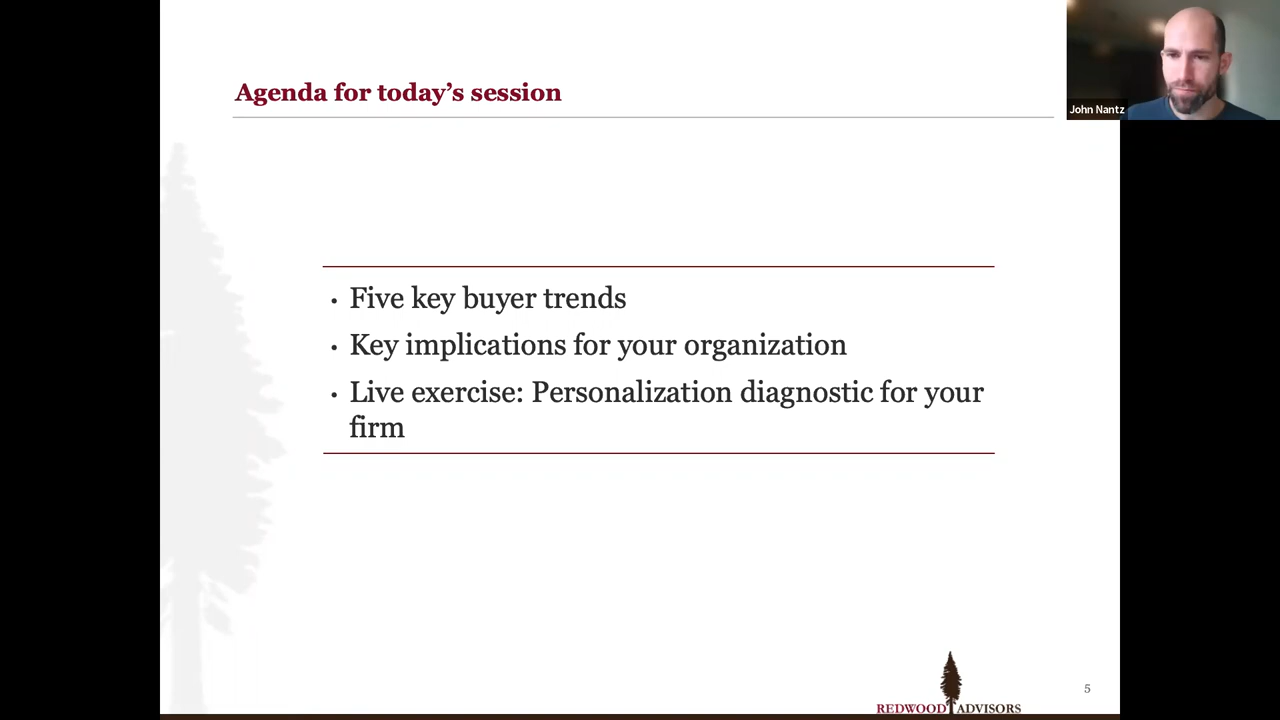 Agenda for today's session
John Nantz
• Five key buyer trends
• Key implications for your organization
• Live exercise: Personalization diagnostic for your
firm
5
REDWOOD ADVISORS